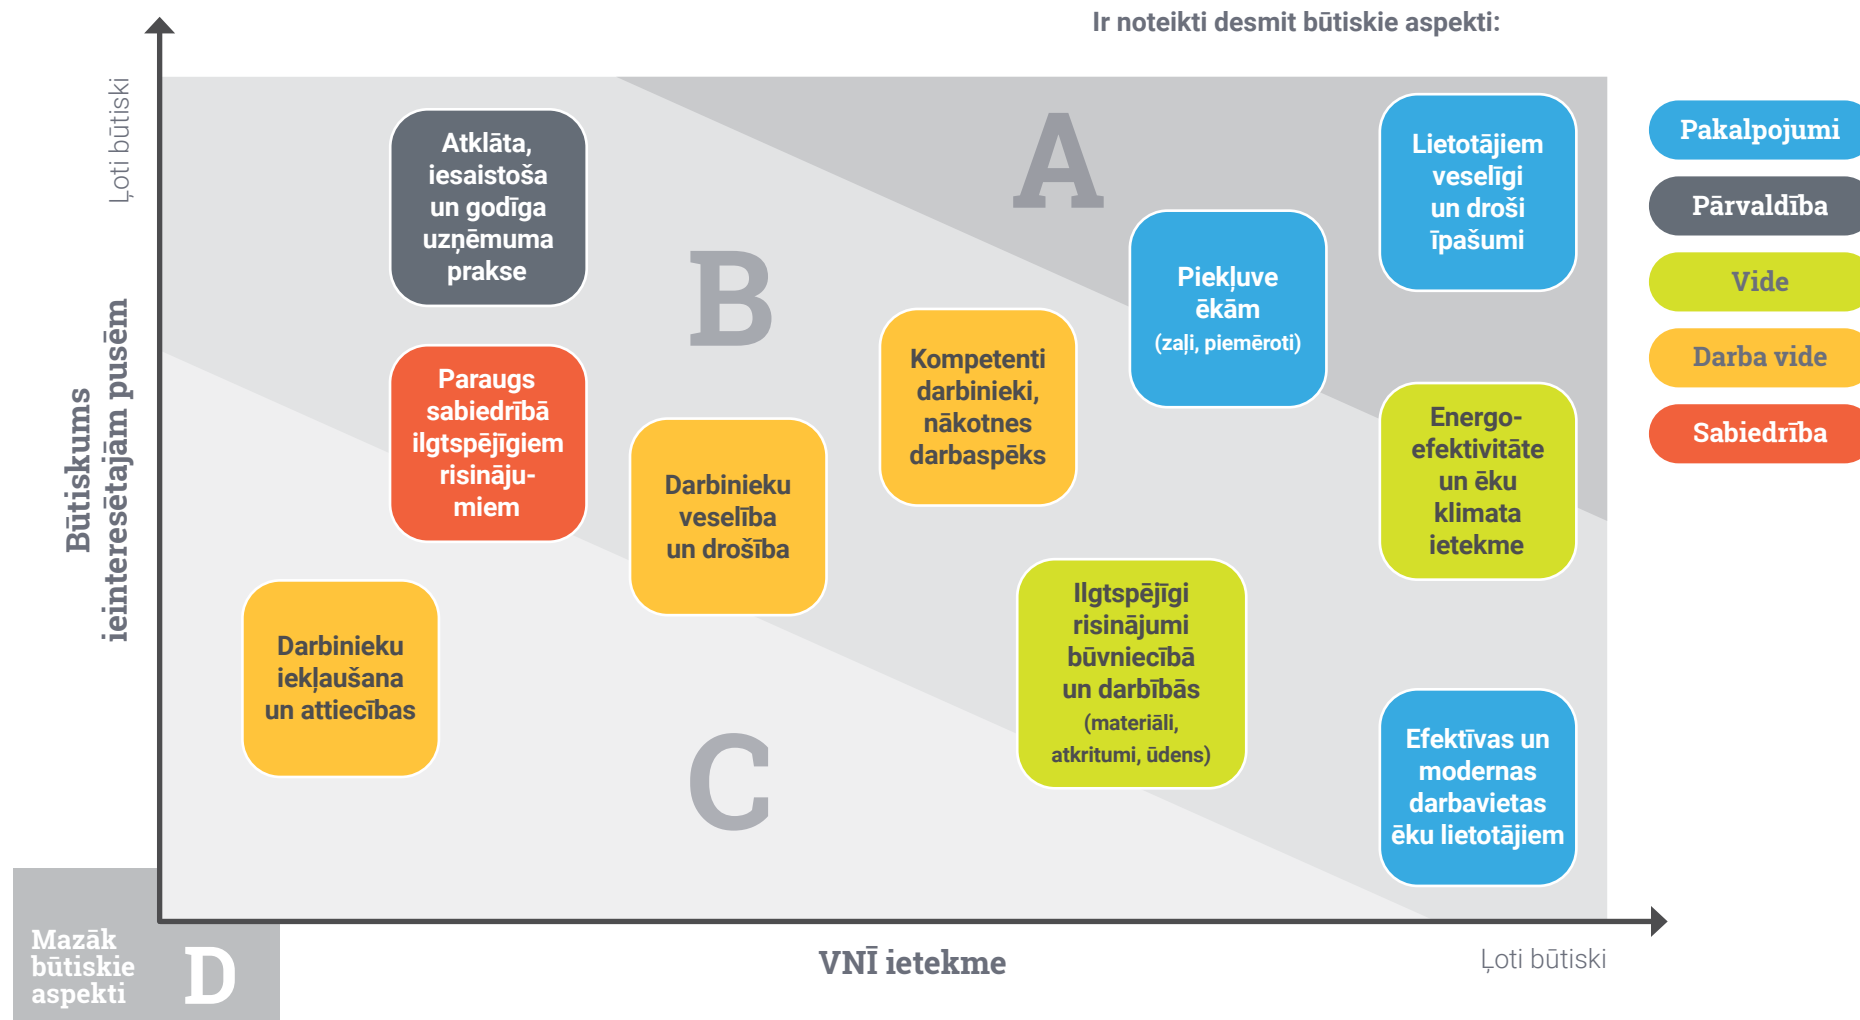 Ir noteikti desmit būtiskie aspekti:
Ļoti būtiski
Būtiskums
ieinteresētajām pusēm
A
B
C
Atklāta,
iesaistoša
un godīga
uzņēmuma
prakse
Lietotājiem
veselīgi
un droši
īpašumi
Piekļuve
ēkām
(zaļi, piemēroti)
Kompetenti
darbinieki,
nākotnes
darbaspēks
Paraugs
sabiedrībā
ilgtspējīgiem
risināju-
miem
Darbinieku
veselība
un drošība
Energo-
efektivitāte
un ēku
klimata
ietekme
Darbinieku
iekļaušana
un attiecības
Ilgtspējīgi
risinājumi
būvniecībā
un darbībās
(materiāli,
atkritumi, ūdens)
Efektīvas un
modernas
darbavietas
ēku lietotājiem
Pakalpojumi
Pārvaldība
Vide
Darba vide
Sabiedrība
Mazāk
būtiskie
aspekti
D
VNĪ ietekme
Ļoti būtiski